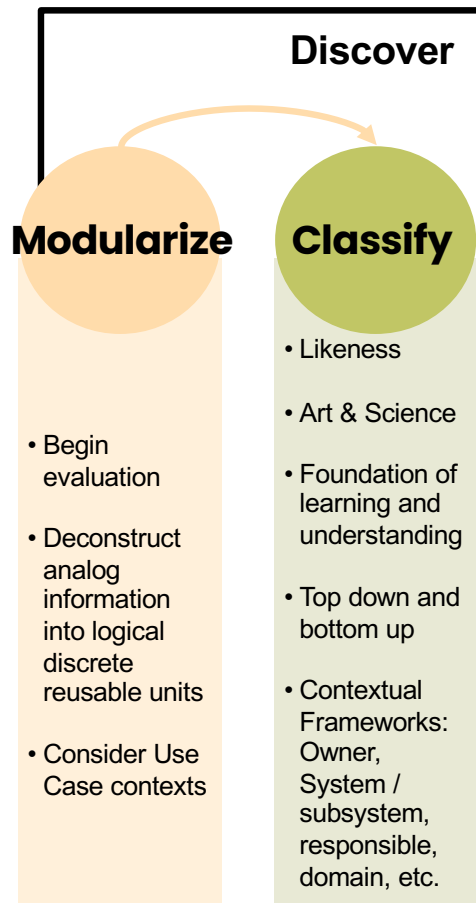 Discover
Modularize
• Begin
evaluation
• Deconstruct
analog
information
into logical
discrete
reusable units
• Consider Use
Case contexts
Classify
• Likeness
• Art & Science
• Foundation of
learning and
understanding
• Top down and
bottom up
• Contextual
Frameworks:
Owner,
System /
subsystem,
responsible,
domain, etc.